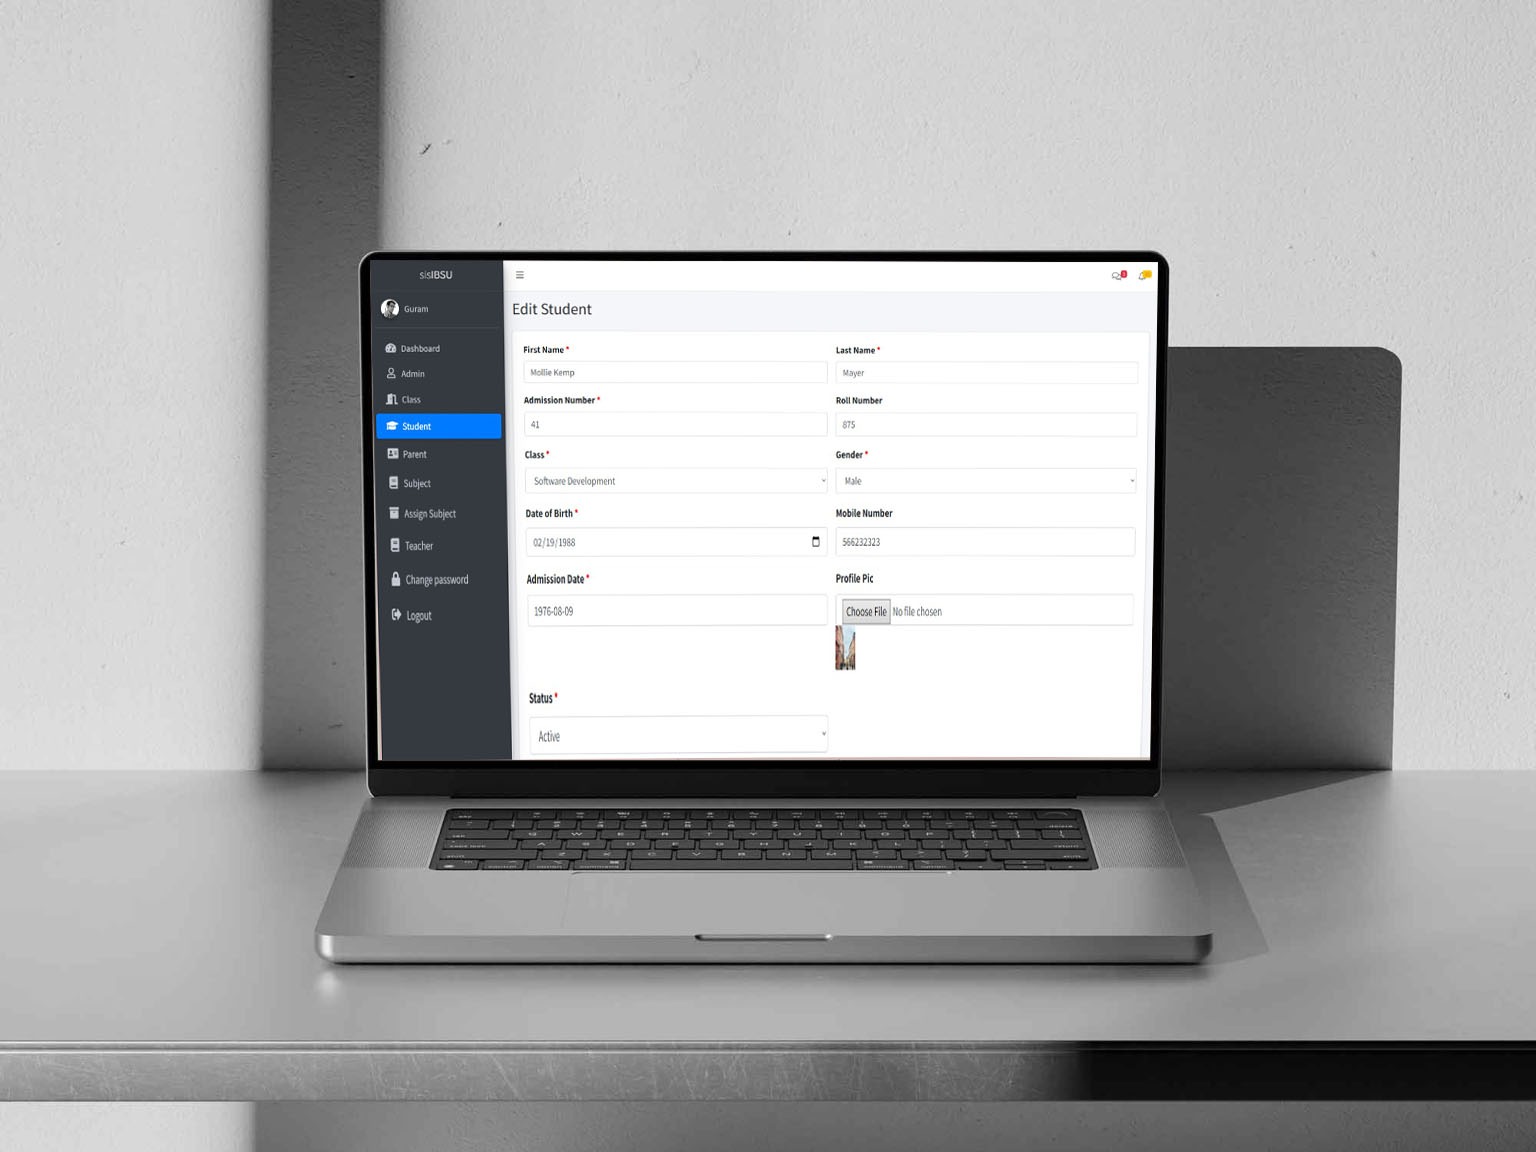 sisIBSU
Guram
Dashboard
Admin
Class
Student
Parent
Subject
Assign Subject
Teacher
Change password
Logout
Edit Student
First Name *
Mollie Kemp
Last Name *
Mayer
Admission Number *
41
Roll Number
875
Class *
Software Development
Gender *
Male
Date of Birth *
02/19/1988
Mobile Number
566232323
Admission Date *
1976-08-09
Profile Pic
Choose File No file chosen
Status *
Active